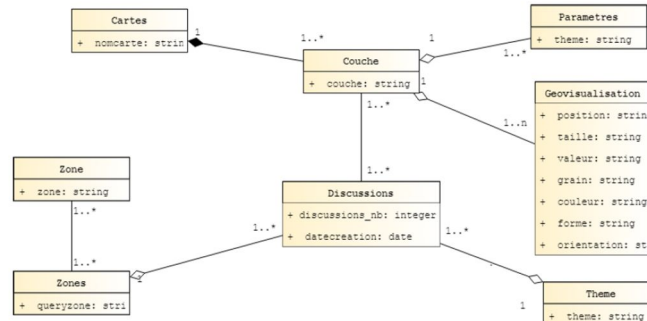 Cartes
+ nomcarte: strin
1
1..*
Couche
+ couche: string
1
1..*
Parametres
+ theme: string
1
1..n
Geovisualisation
+ position: strin
+ taille: string
+ valeur: string
+ grain: string
+ couleur: string
+ forme: string
+ orientation: st
1..*
1..*
Zone
+ zone: string
1..*
1..*
Zones
+ queryzone: stri
1
1..*
Discussions
+ discussions_nb: integer
+ datecreation: date
1..*
1
Theme
+ theme: string